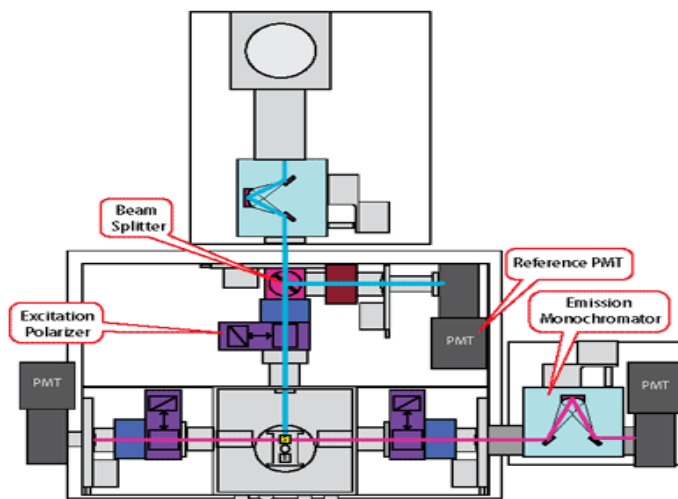 Beam
Splitter
Reference PMT
Excitation
Polarizer
Emission
Monochromator
PMT
PMT
PMT